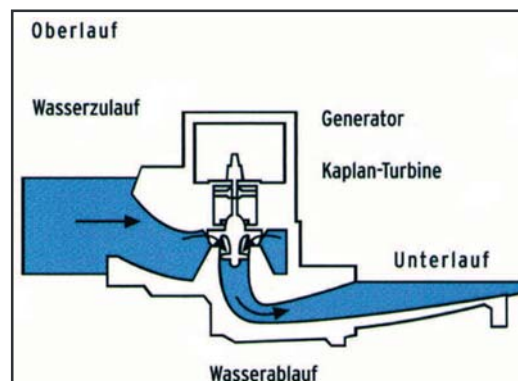 Oberlauf
Wasserzulauf
Generator
Kaplan-Turbine
Unterlauf
Wasserablauf